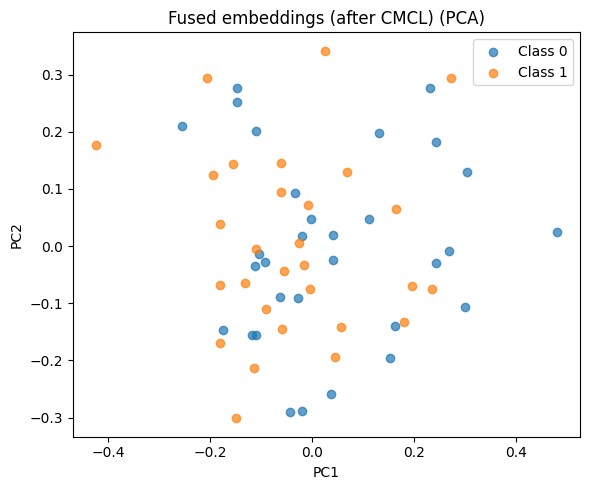 Fused embeddings (after CMCL) (PCA)
Class 0
Class 1
0.3
0.2
0.1
0.0
−0.1
−0.2
−0.3
PC2
−0.4 −0.2 0.0 0.2 0.4
PC1